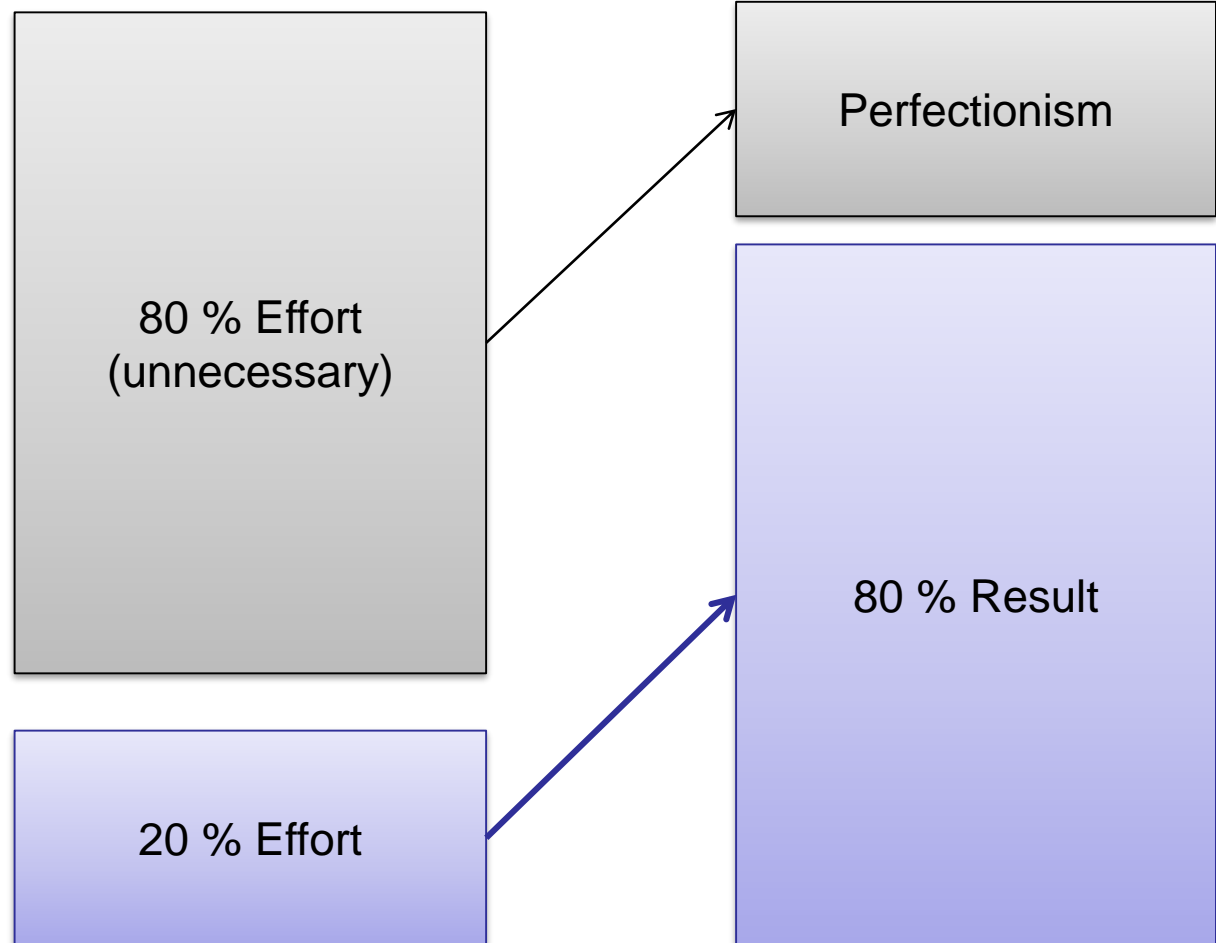 80 % Effort
(unnecessary)
20 % Effort
Perfectionism
80 % Result